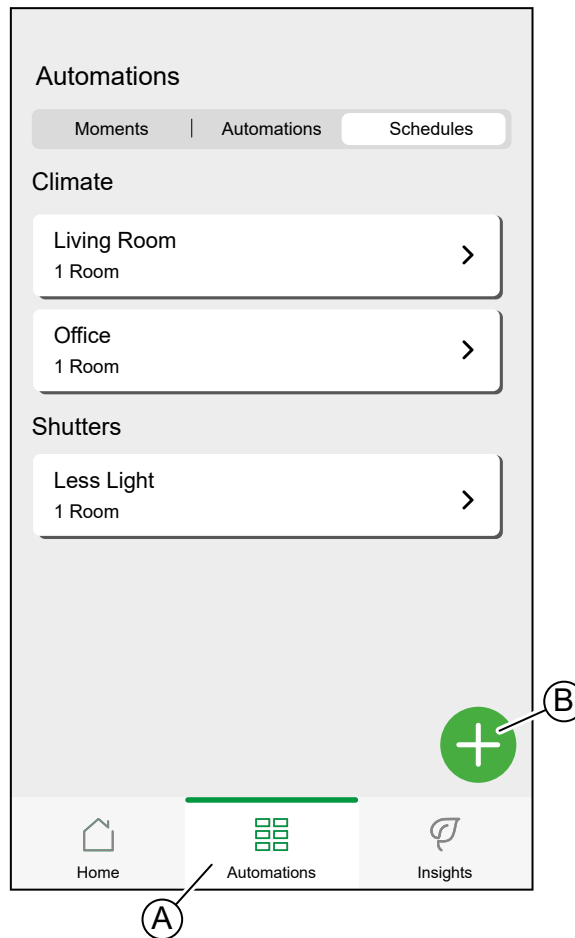 Automations
Moments | Automations Schedules
Climate
Living Room
1 Room
Office
1 Room
Shutters
Less Light
1 Room
B
Home Automations Insights
A